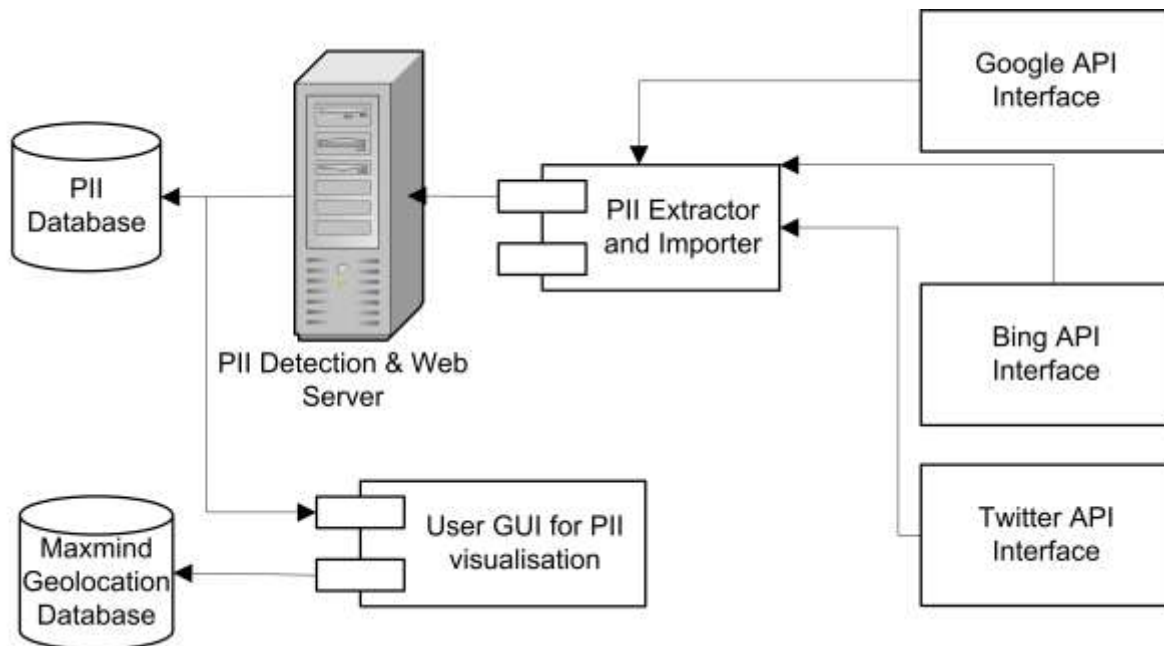 Google API
Interface
PII
Database
PII Extractor
and Importer
PII Detection & Web
Server
Bing API
Interface
User GUI for PII
visualisation
Twitter API
Interface
Maxmind
Geolocation
Database